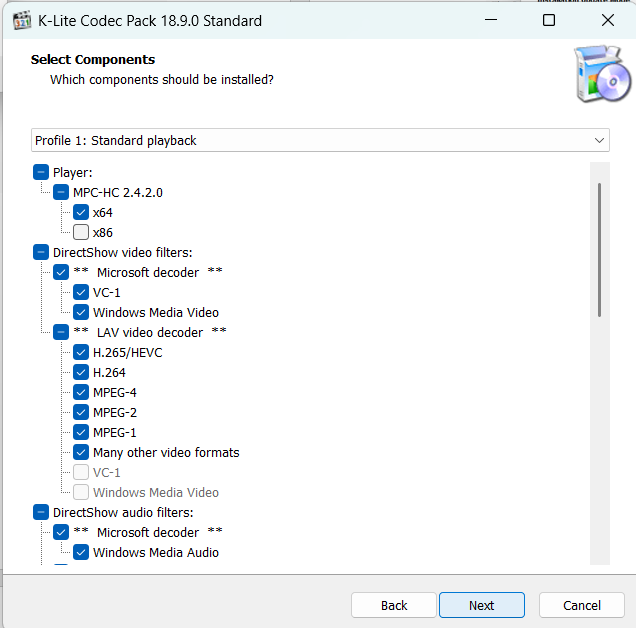 K-Lite Codec Pack 18.9.0 Standard
Select Components
Which components should be installed?
Profile 1: Standard playback
Player:
MPC-HC 2.4.2.0
x64
x86
DirectShow video filters:
** Microsoft decoder **
VC-1
Windows Media Video
** LAV video decoder **
H.265/HEVC
H.264
MPEG-4
MPEG-2
MPEG-1
Many other video formats
VC-1
Windows Media Video
DirectShow audio filters:
** Microsoft decoder **
Windows Media Audio
Back
Next
Cancel